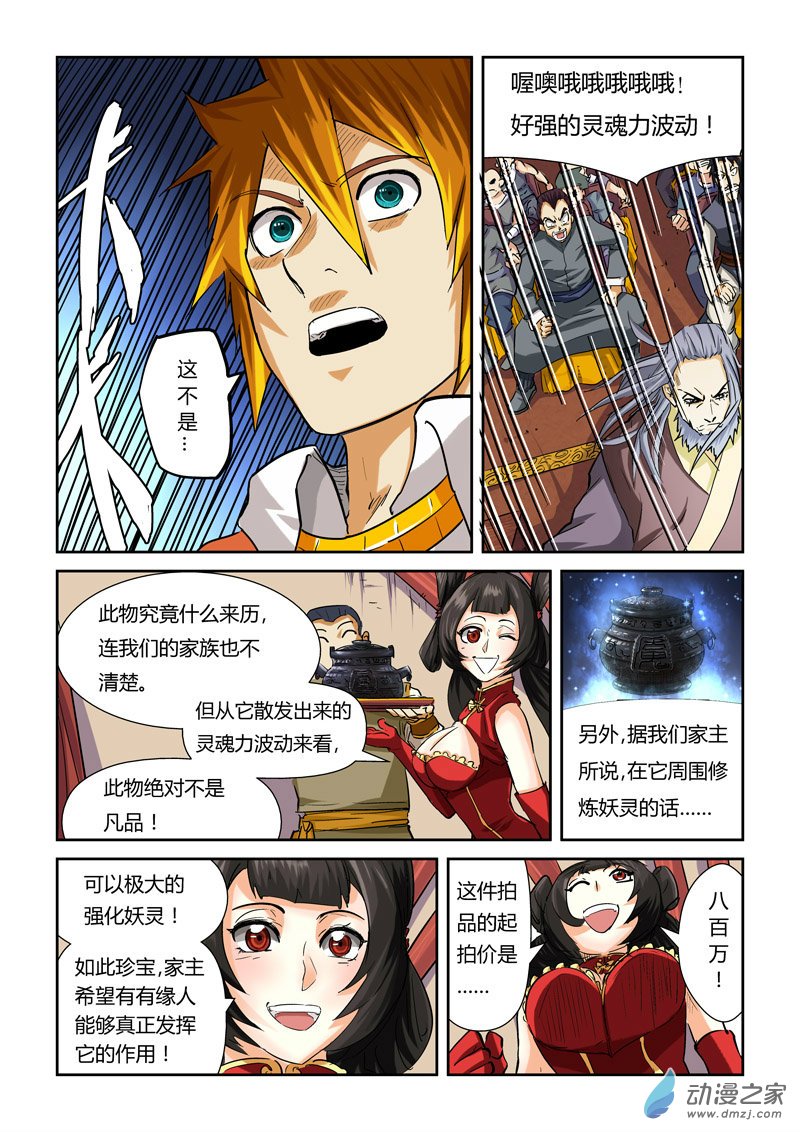 这不是…
喔噢哦哦哦哦哦！
好强的灵魂力波动！
此物究竟什么来历，
连我们的家族也不
清楚。
但从它散发出来的
灵魂力波动来看，
此物绝对不是
凡品！
另外，据我们家主
所说，在它周围修
炼妖灵的话……
可以极大的
强化妖灵！
如此珍宝，家主
希望有有缘人
能够真正发挥
它的作用！
这件拍
品的起
拍价是
……
八百万！
动漫之家
www.dmzj.com